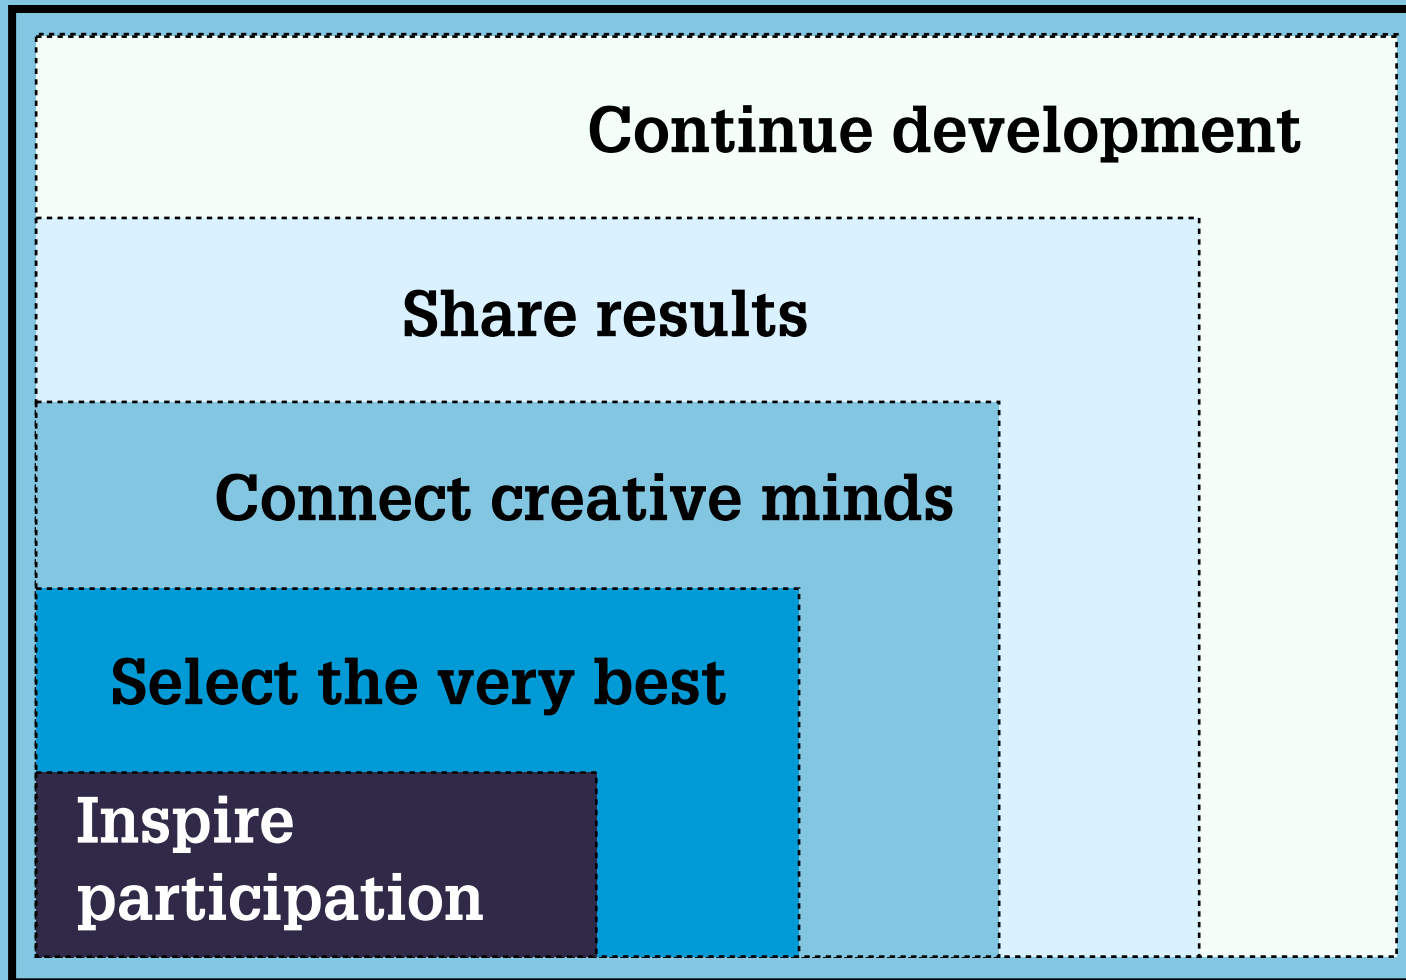 Continue development
Share results
Connect creative minds
Select the very best
Inspire
participation